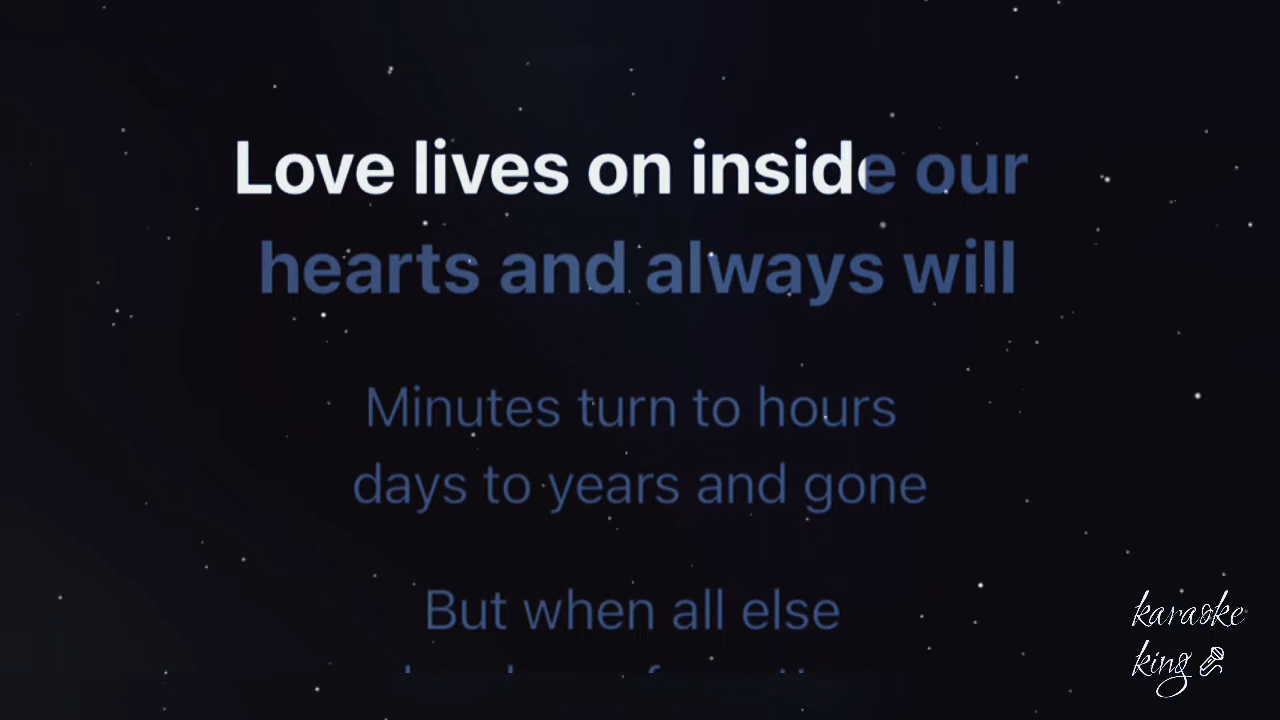 Love lives on inside our
hearts and always will
Minutes turn to hours
days to years and gone
But when all else
karaoke
king